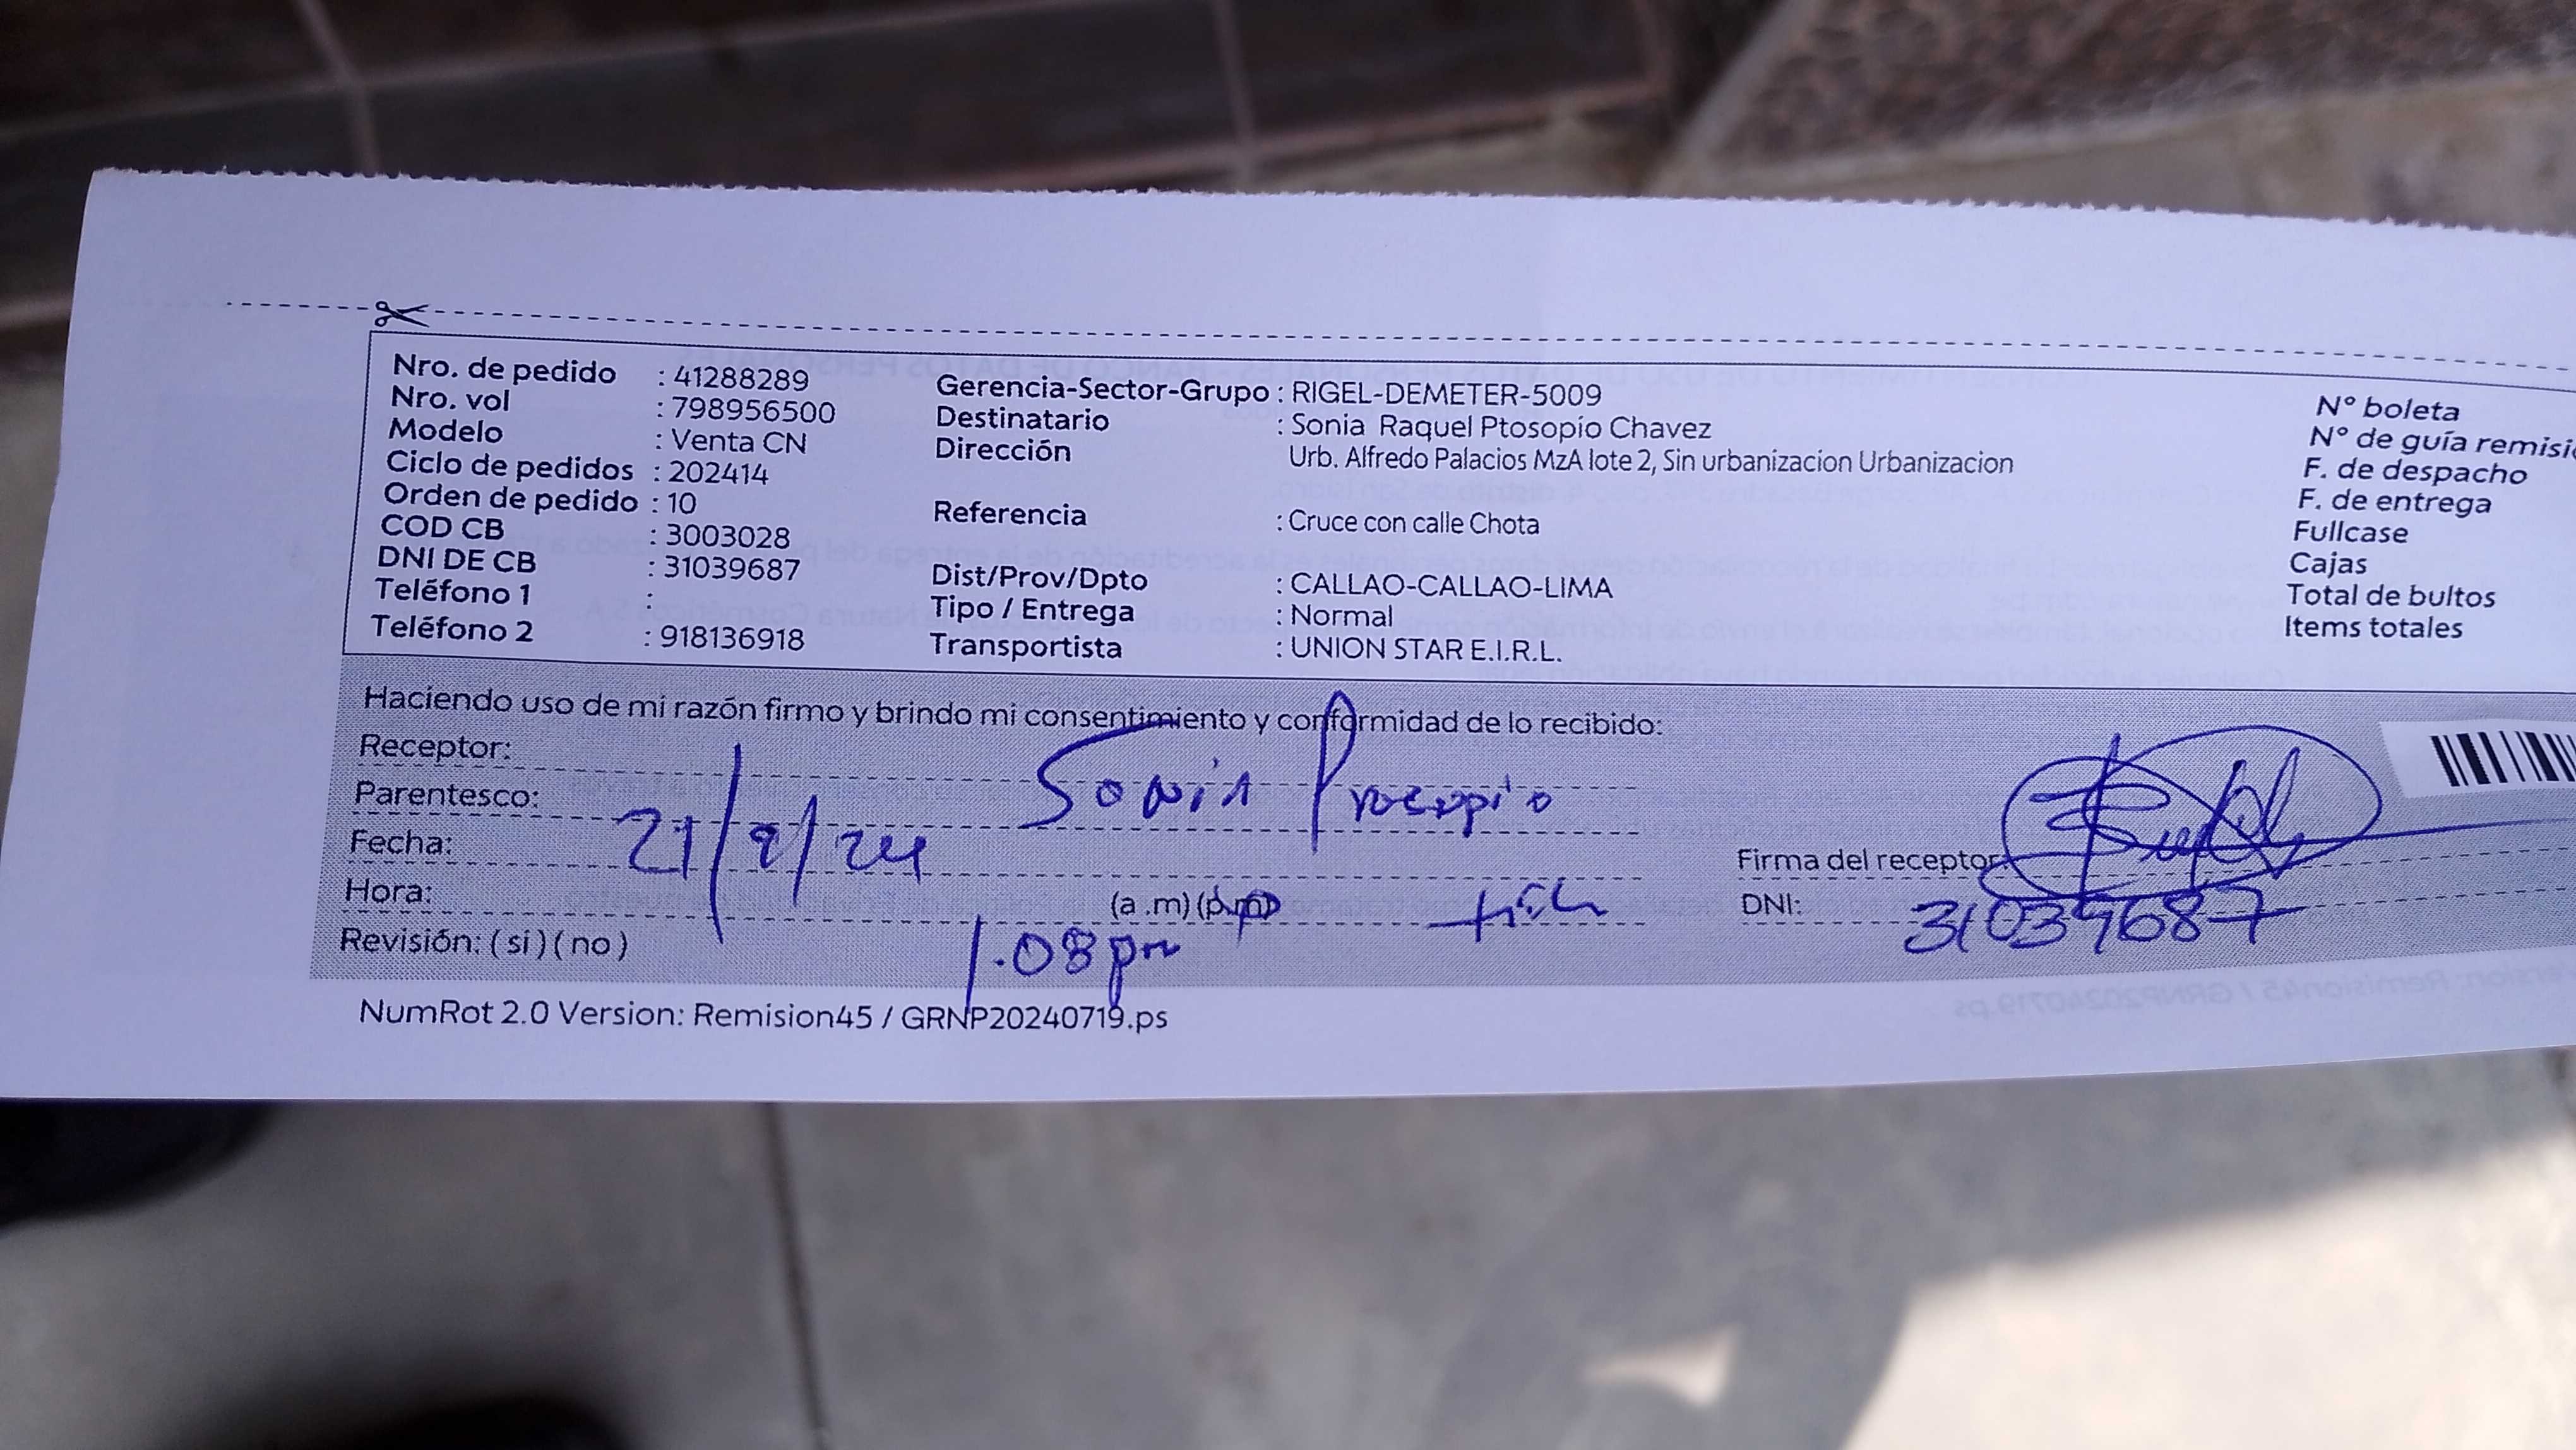 Nro. de pedido : 41288289
Nro. vol : 798956500
Modelo : Venta CN
Ciclo de pedidos : 202414
Orden de pedido : 10
COD CB : 3003028
DNI DE CB : 31039687
Teléfono 1 :
Teléfono 2 : 918136918
Gerencia-Sector-Grupo : RIGEL-DEMETER-5009
Destinatario : Sonia Raquel Ptosopio Chavez
Dirección Urb. Alfredo Palacios MzA lote 2, Sin urbanizacion Urbanizacion
Referencia : Cruce con calle Chota
Dist/Prov/Dpto : CALLAO-CALLAO-LIMA
Tipo / Entrega : Normal
Transportista : UNION STAR E.I.R.L.
N° boleta
N° de guía remisi
F. de despacho
F. de entrega
Fullcase
Cajas
Total de bultos
Items totales
Haciendo uso de mi razón firmo y brindo mi consentimiento y conformidad de lo recibido:
Receptor:
Sonia Procopio
Parentesco:
Fecha: 21/9/24
Hora: (a .m) (p.m)
1.08 pm
Revisión: ( si ) ( no )
Firma del receptor
DNI: 31039687
NumRot 2.0 Version: Remision45 / GRNP20240719.ps